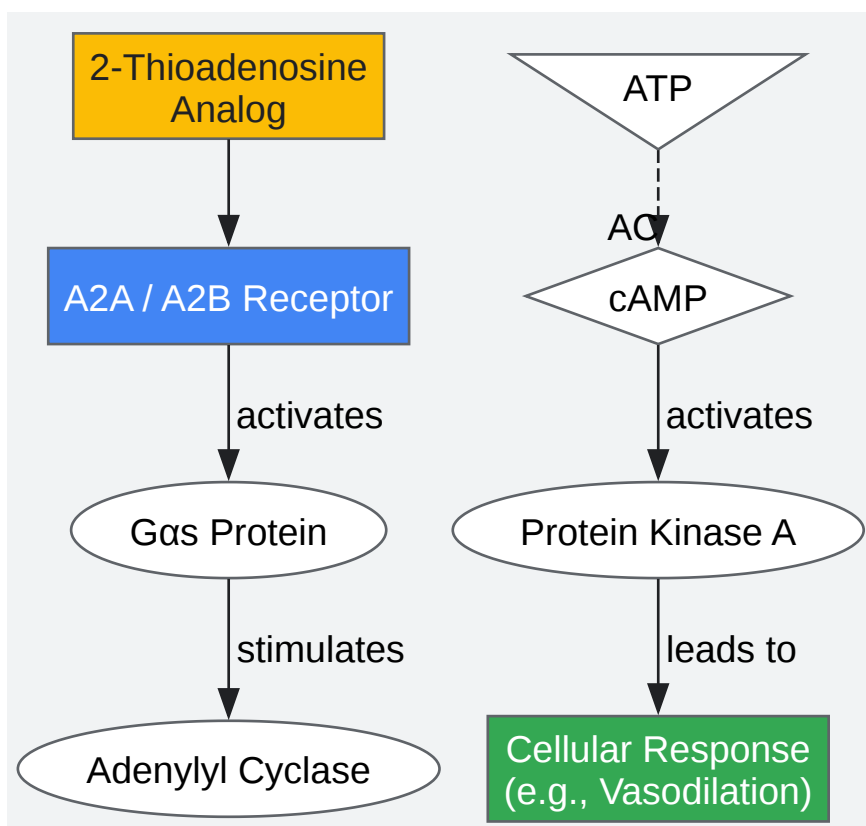 2-Thioadenosine
Analog
A2A / A2B Receptor
activates
Gαs Protein
stimulates
Adenylyl Cyclase
ATP
AC
cAMP
activates
Protein Kinase A
leads to
Cellular Response
(e.g., Vasodilation)